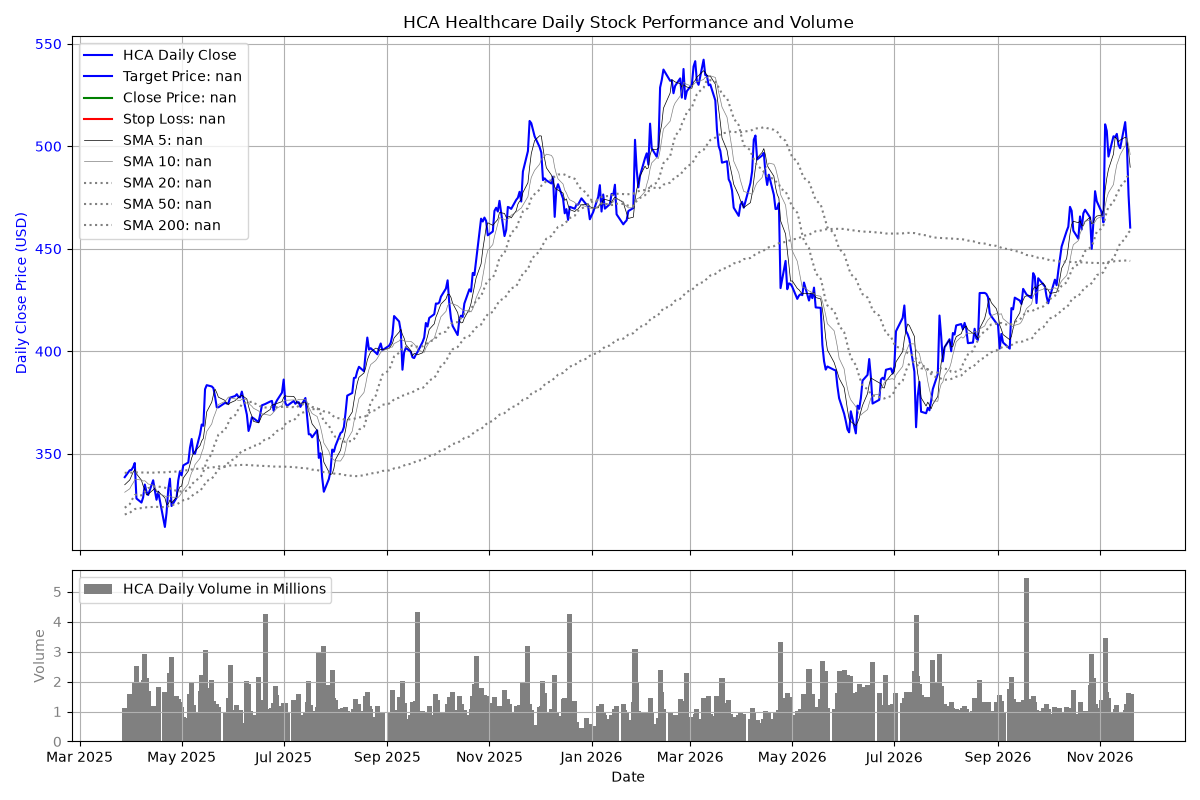 HCA Healthcare Daily Stock Performance and Volume
550
500
450
400
350
Daily Close Price (USD)
HCA Daily Close
Target Price: nan
Close Price: nan
Stop Loss: nan
SMA 5: nan
SMA 10: nan
SMA 20: nan
SMA 50: nan
SMA 200: nan
5
4
3
2
1
0
Volume
HCA Daily Volume in Millions
Mar 2025 May 2025 Jul 2025 Sep 2025 Nov 2025 Jan 2026 Mar 2026 May 2026 Jul 2026 Sep 2026 Nov 2026
Date